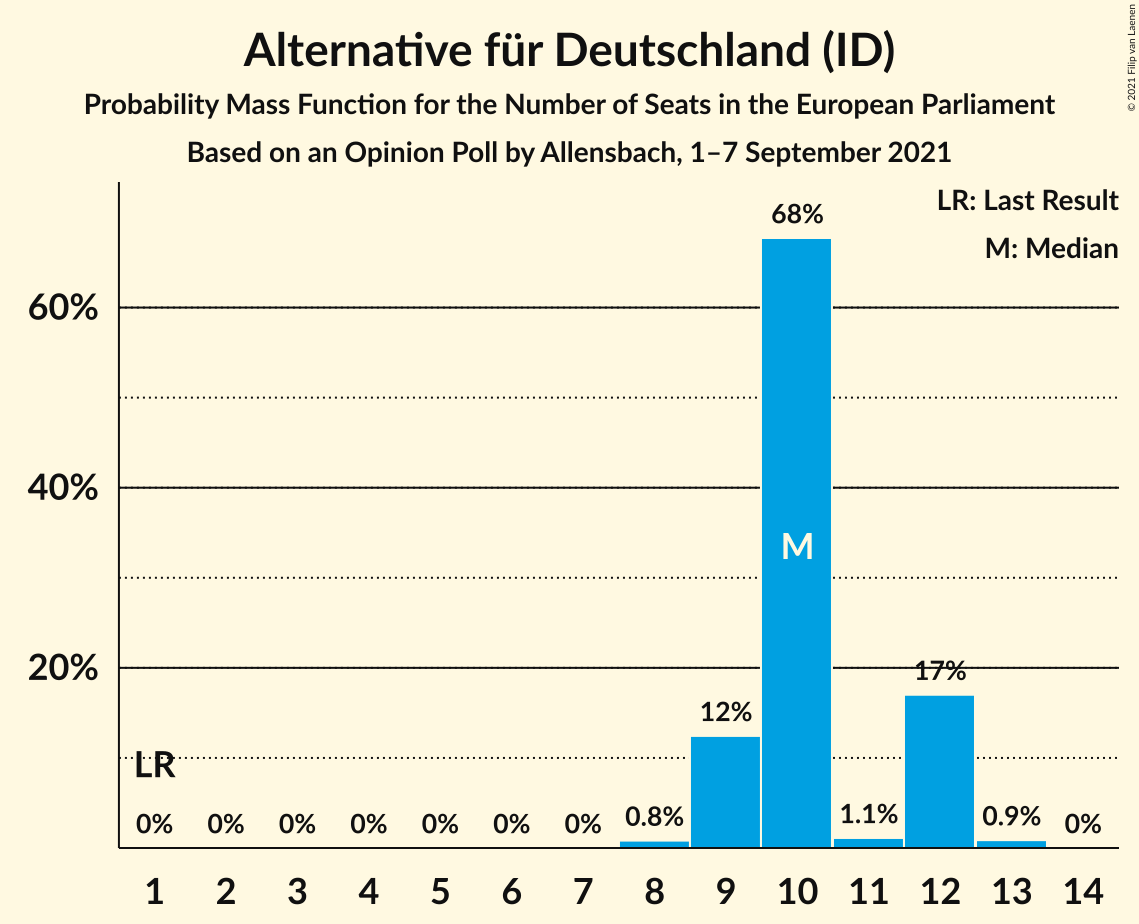 Alternative für Deutschland (ID)
Probability Mass Function for the Number of Seats in the European Parliament
Based on an Opinion Poll by Allensbach, 1–7 September 2021
© 2021 Filip van Laenen
LR: Last Result
M: Median
60%
40%
20%
68%
M
17%
12%
LR
0% 0% 0% 0% 0% 0% 0% 0.8% 1.1% 0.9% 0%
1 2 3 4 5 6 7 8 9 10 11 12 13 14